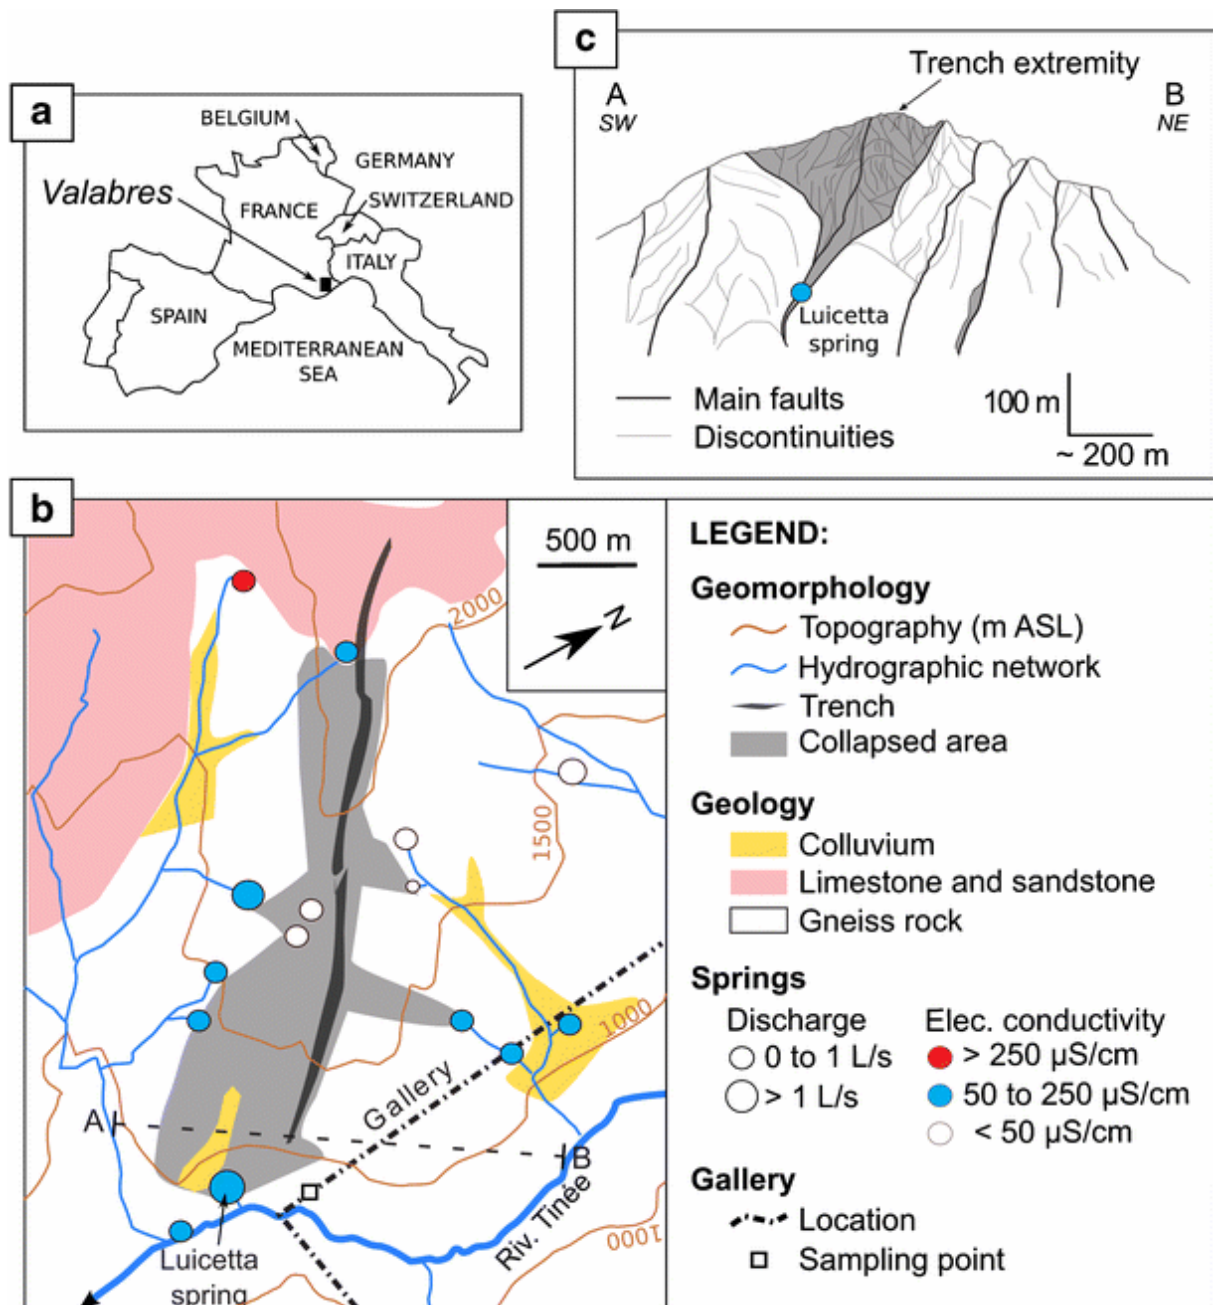 a
BELGIUM
GERMANY
Valabres
SWITZERLAND
FRANCE
ITALY
SPAIN
MEDITERRANEAN
SEA
c
Trench extremity
A
SW
B
NE
Luicetta
spring
Main faults
Discontinuities
100 m
~ 200 m
b
500 m
N
2000
1500
1000
Gallery
A
B
Riv. Tinée
1000
Luicetta
spring
LEGEND:
Geomorphology
Topography (m ASL)
Hydrographic network
Trench
Collapsed area
Geology
Colluvium
Limestone and sandstone
Gneiss rock
Springs
Discharge
0 to 1 L/s
> 1 L/s
Elec. conductivity
> 250 µS/cm
50 to 250 µS/cm
< 50 µS/cm
Gallery
Location
Sampling point